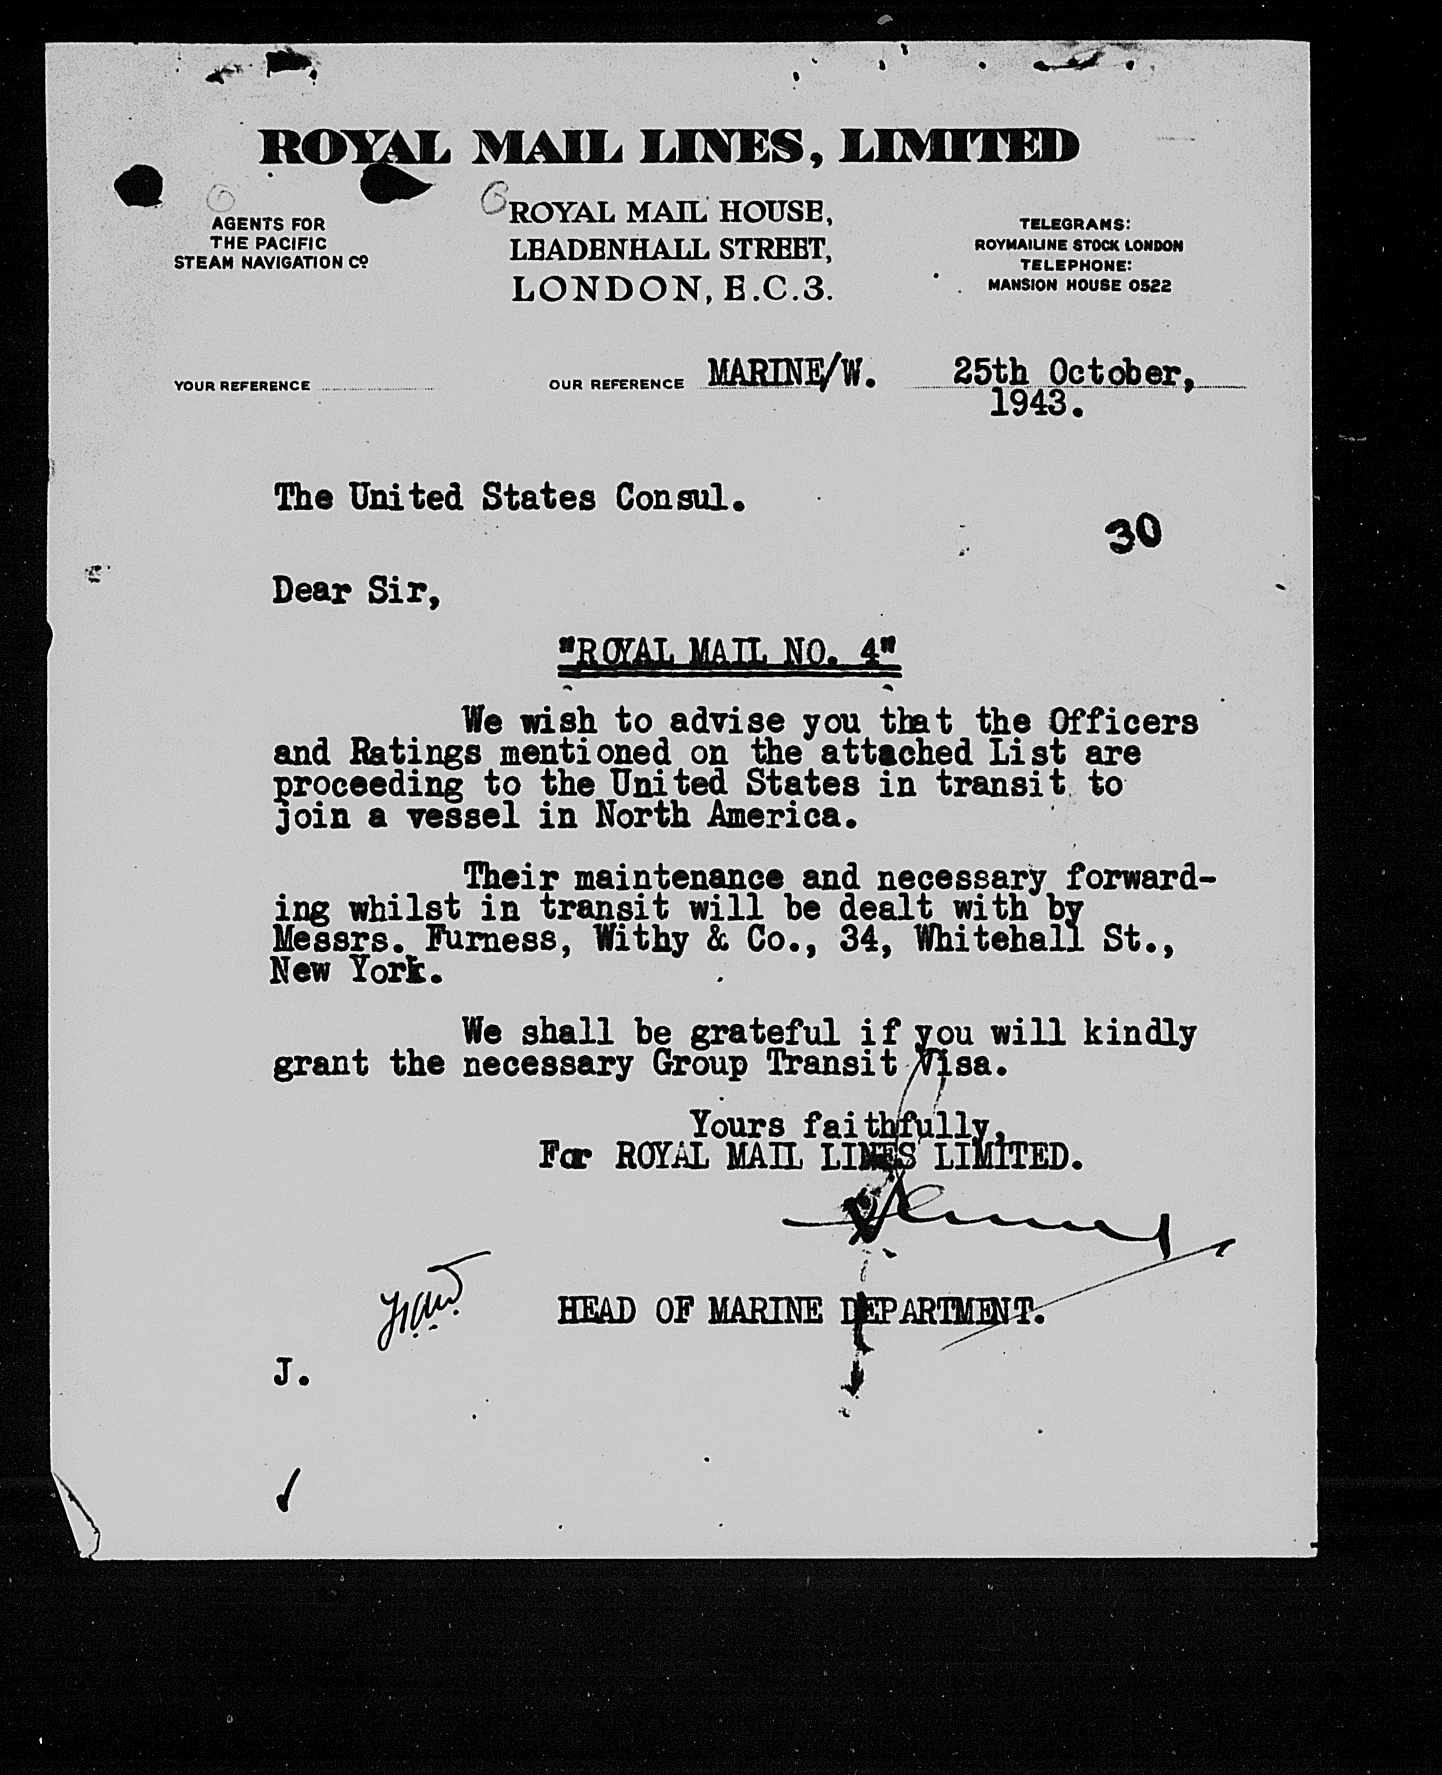 ROYAL MAIL LINES, LIMITED
AGENTS FOR
THE PACIFIC
STEAM NAVIGATION Cº
ROYAL MAIL HOUSE,
LEADENHALL STREET,
LONDON, E.C.3.
TELEGRAMS:
ROYMAILINE STOCK LONDON
TELEPHONE:
MANSION HOUSE 0522
YOUR REFERENCE
OUR REFERENCE MARINE/W.
25th October,
1943.
The United States Consul.
30
Dear Sir,
"ROYAL MAIL NO. 4"
We wish to advise you that the Officers
and Ratings mentioned on the attached List are
proceeding to the United States in transit to
join a vessel in North America.
Their maintenance and necessary forward-
ing whilst in transit will be dealt with by
Messrs. Furness, Withy & Co., 34, Whitehall St.,
New York.
We shall be grateful if you will kindly
grant the necessary Group Transit Visa.
Yours faithfully,
For ROYAL MAIL LINES LIMITED.
HEAD OF MARINE DEPARTMENT.
J.